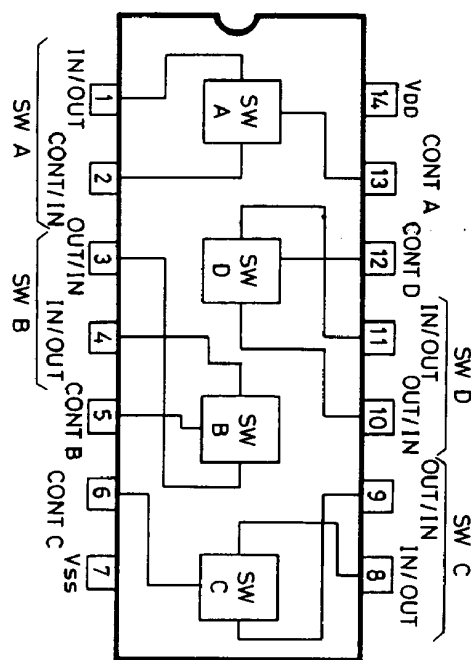 VDD
CONT A
CONT D
IN/OUT
OUT/IN
SW D
OUT/IN
IN/OUT
SW C
14
13
12
11
10
9
8
SW
A
SW
D
SW
B
SW
C
1
2
3
4
5
6
7
IN/OUT
CONT/IN
SW A
OUT/IN
IN/OUT
SW B
CONT B
CONT C
VSS